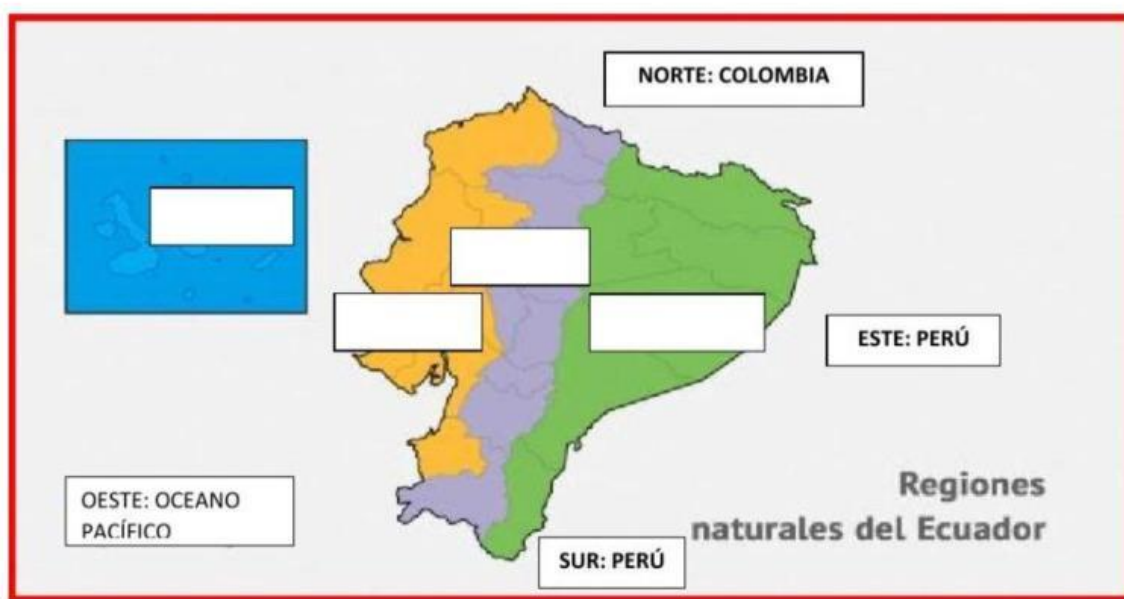 NORTE: COLOMBIA
ESTE: PERÚ
OESTE: OCEANO
PACÍFICO
Regiones
naturales del Ecuador
SUR: PERÚ